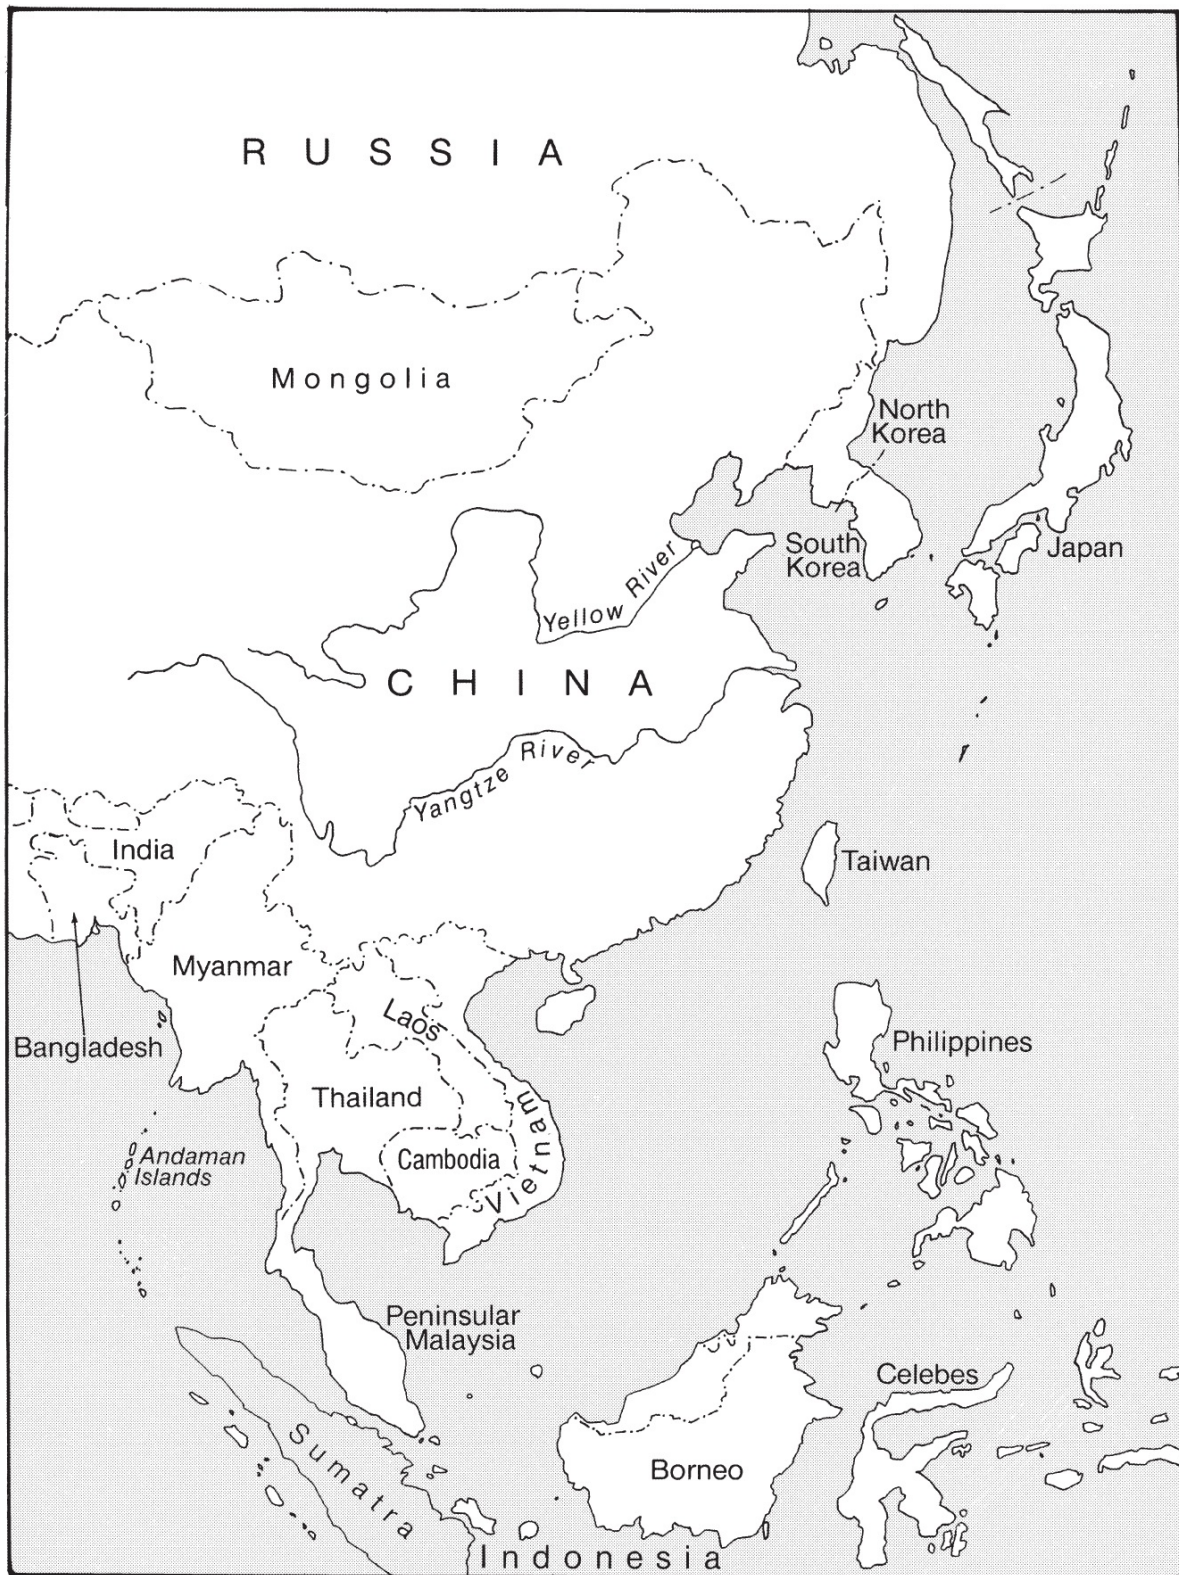 RUSSIA
Mongolia
North
Korea
South
Korea
Japan
Yellow River
CHINA
Yangtze River
India
Taiwan
Myanmar
Bangladesh
Laos
Philippines
Thailand
Vietnam
Cambodia
Andaman
Islands
Peninsular
Malaysia
Celebes
Sumatra
Borneo
Indonesia